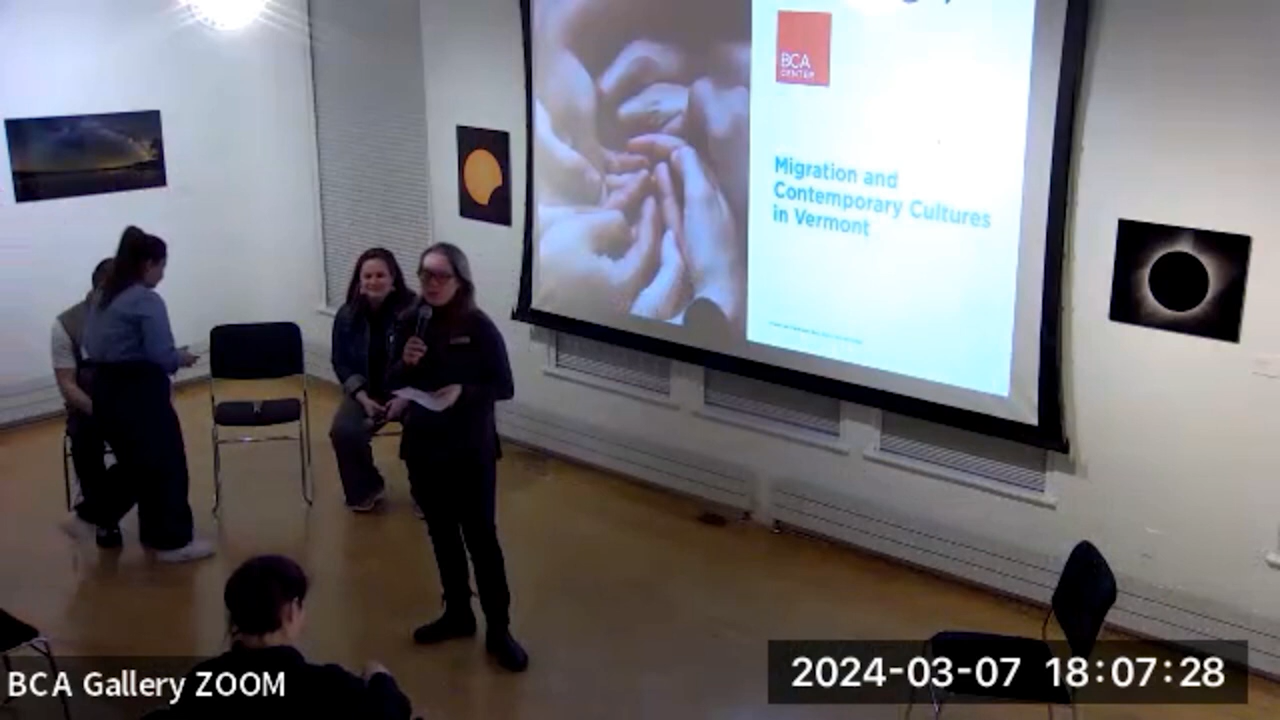 BCA
CENTER
Migration and
Contemporary Cultures
in Vermont
BCA Gallery ZOOM
2024-03-07 18:07:28